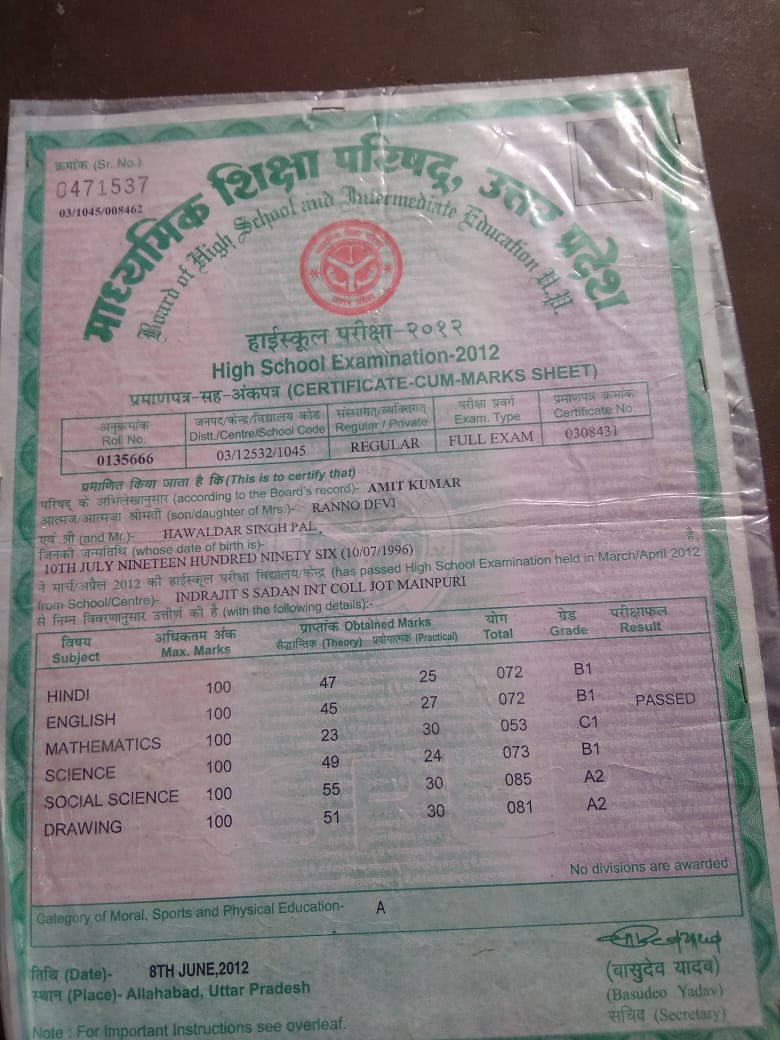 क्रमांक (Sr. No.)
0471537
03/1045/008462
माध्यमिक शिक्षा परिषद्, उत्तर प्रदेश
Board of High School and Intermediate Education U.P.
हाईस्कूल परीक्षा-२०१२
High School Examination-2012
प्रमाणपत्र-सह-अंकपत्र (CERTIFICATE-CUM-MARKS SHEET)
अनुक्रमांक जनपद/केन्द्र/विद्यालय कोड संस्थागत/व्यक्तिगत परीक्षा प्रवर्ग प्रमाणपत्र क्रमांक
Roll No. Distt./Centre/School Code Regular / Private Exam. Type Certificate No.
0135666 03/12532/1045 REGULAR FULL EXAM 0308431
प्रमाणित किया जाता है कि (This is to certify that)
परिषद् के अभिलेखानुसार (according to the Board's record)- AMIT KUMAR
आत्मज/आत्मजा श्रीमती (son/daughter of Mrs.)- RANNO DEVI
एवं श्री (and Mr.)- HAWALDAR SINGH PAL
जिनकी जन्मतिथि (whose date of birth is)-
10TH JULY NINETEEN HUNDRED NINETY SIX (10/07/1996) है,
ने मार्च/अप्रैल 2012 की हाईस्कूल परीक्षा विद्यालय/केन्द्र (has passed High School Examination held in March/April 2012
from School/Centre)- INDRAJIT S SADAN INT COLL JOT MAINPURI
से निम्न विवरणानुसार उत्तीर्ण की है (with the following details):-
विषय अधिकतम अंक प्राप्तांक Obtained Marks योग ग्रेड परीक्षाफल
Subject Max. Marks सैद्धान्तिक (Theory) प्रयोगात्मक (Practical) Total Grade Result
HINDI 100 47 25 072 B1
ENGLISH 100 45 27 072 B1 PASSED
MATHEMATICS 100 23 30 053 C1
SCIENCE 100 49 24 073 B1
SOCIAL SCIENCE 100 55 30 085 A2
DRAWING 100 51 30 081 A2
No divisions are awarded
Category of Moral, Sports and Physical Education- A
तिथि (Date)- 8TH JUNE,2012
स्थान (Place)- Allahabad, Uttar Pradesh
(वासुदेव यादव)
(Basudeo Yadav)
सचिव (Secretary)
Note : For Important Instructions see overleaf.